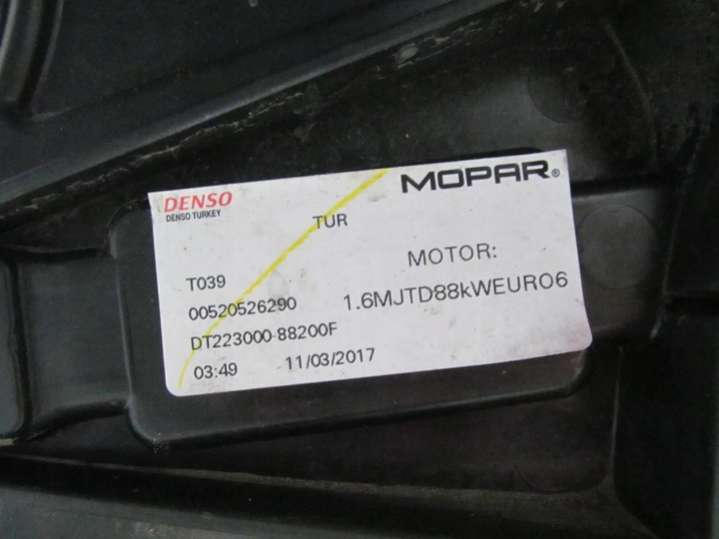 DENSO
DENSO TURKEY
MOPAR®
TUR
T039
MOTOR:
00520526290
1.6MJTD88kWEURO6
DT223000-88200F
03:49 11/03/2017